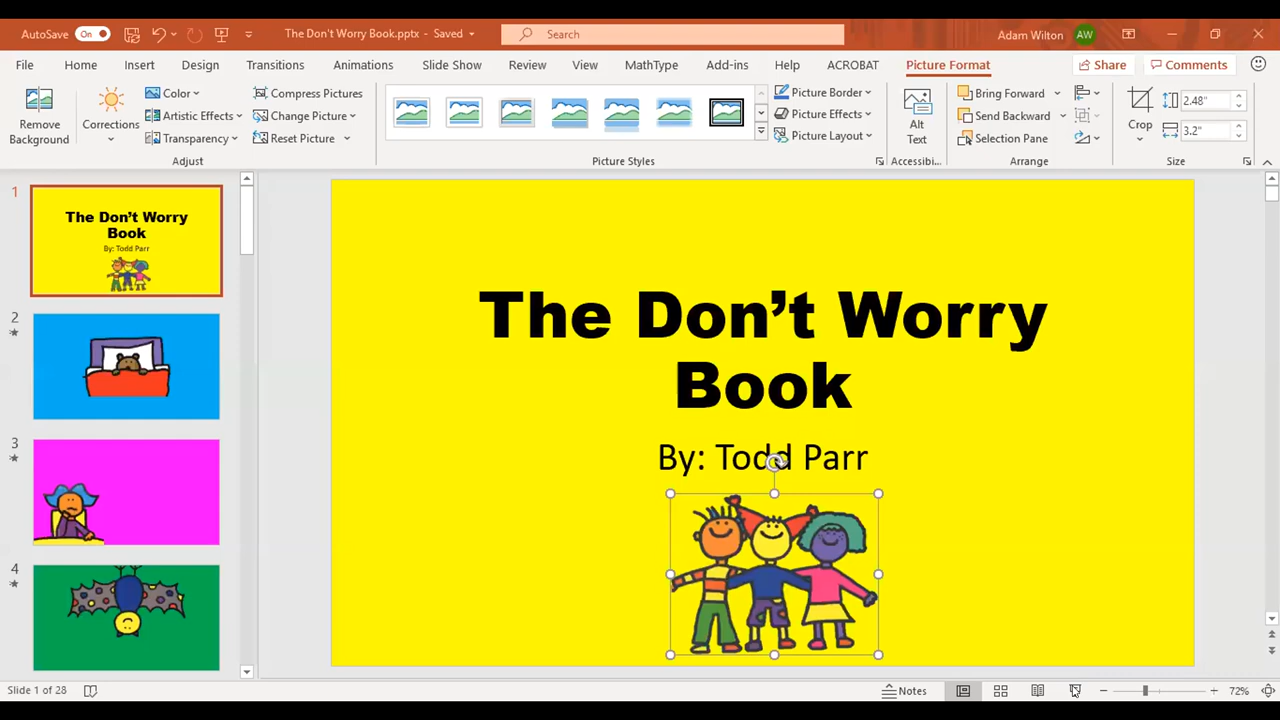 AutoSave On The Don't Worry Book.pptx - Saved Search Adam Wilton AW
File Home Insert Design Transitions Animations Slide Show Review View MathType Add-ins Help ACROBAT Picture Format Share Comments
Remove Background
Corrections
Color
Artistic Effects
Transparency
Compress Pictures
Change Picture
Reset Picture
Adjust
Picture Styles
Picture Border
Picture Effects
Picture Layout
Alt Text
Accessibi...
Bring Forward
Send Backward
Selection Pane
Arrange
Crop
2.48"
3.2"
Size
1
The Don't Worry
Book
By: Todd Parr
2
3
4
The Don't Worry
Book
By: Todd Parr
Slide 1 of 28 Notes 72%